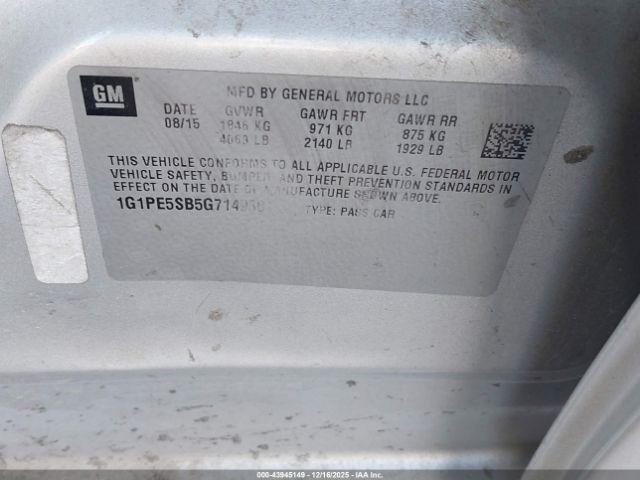 GM
MFD BY GENERAL MOTORS LLC
DATE GVWR GAWR FRT GAWR RR
08/15 1846 KG 971 KG 875 KG
4069 LB 2140 LB 1929 LB
THIS VEHICLE CONFORMS TO ALL APPLICABLE U.S. FEDERAL MOTOR
VEHICLE SAFETY, BUMPER, AND THEFT PREVENTION STANDARDS IN
EFFECT ON THE DATE OF MANUFACTURE SHOWN ABOVE.
TYPE: PASS CAR
000-43945149 - 12/16/2025 - IAA Inc.